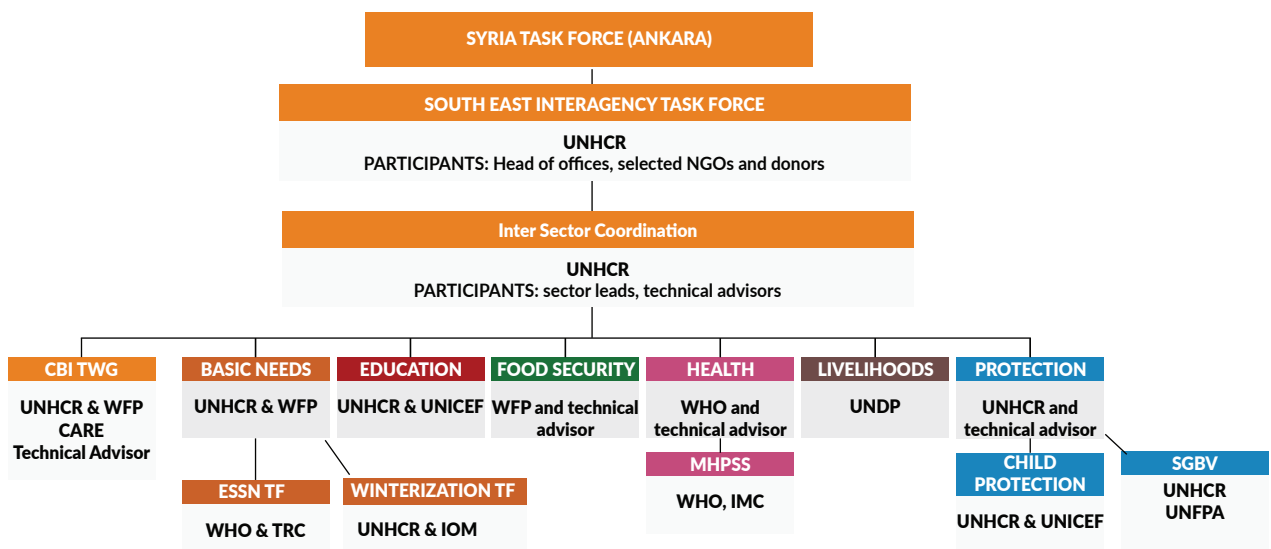 SYRIA TASK FORCE (ANKARA)
SOUTH EAST INTERAGENCY TASK FORCE
UNHCR
PARTICIPANTS: Head of offices, selected NGOs and donors
Inter Sector Coordination
UNHCR
PARTICIPANTS: sector leads, technical advisors
CBI TWG
UNHCR & WFP
CARE
Technical Advisor
BASIC NEEDS
UNHCR & WFP
ESSN TF
WHO & TRC
WINTERIZATION TF
UNHCR & IOM
EDUCATION
UNHCR & UNICEF
FOOD SECURITY
WFP and technical
advisor
HEALTH
WHO and
technical advisor
MHPSS
WHO, IMC
LIVELIHOODS
UNDP
PROTECTION
UNHCR and
technical advisor
CHILD
PROTECTION
UNHCR & UNICEF
SGBV
UNHCR
UNFPA